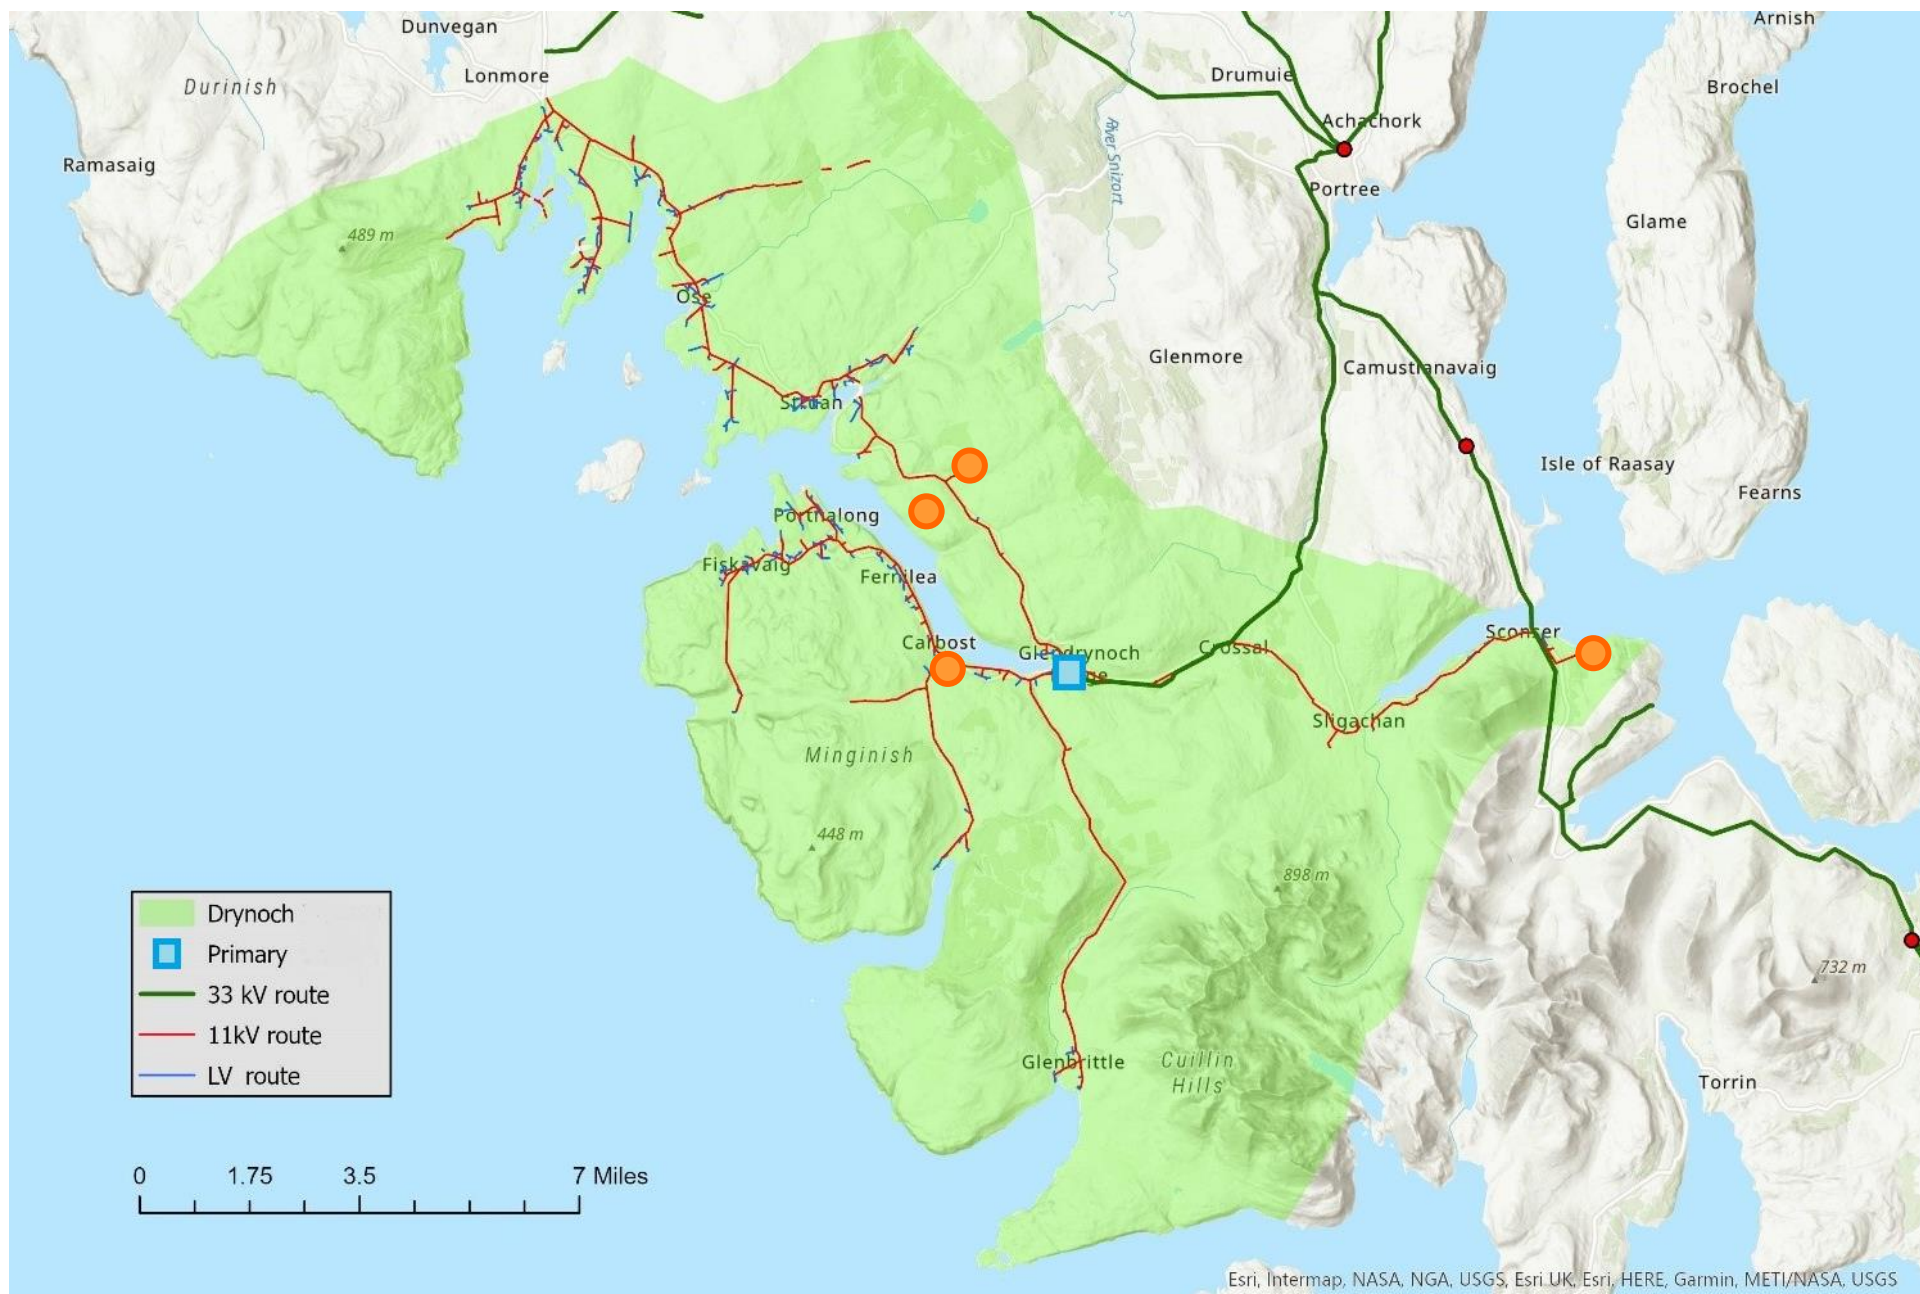 Dunvegan
Arnish
Lonmore
Durinish
Drumuie
Brochel
Achachork
River Snizort
Ramasaig
Portree
Glame
489 m
Ose
Glenmore
Camustianavaig
Struan
Isle of Raasay
Fearns
Portnalong
Fiskavaig
Fernilea
Sconser
Carbost
Glendrynoch
Crossal
Sligachan
Minginish
448 m
898 m
732 m
Drynoch
Primary
33 kV route
11kV route
LV route
Glenbrittle
Cuillin
Hills
Torrin
0 1.75 3.5 7 Miles
Esri, Intermap, NASA, NGA, USGS, Esri UK, Esri, HERE, Garmin, METI/NASA, USGS